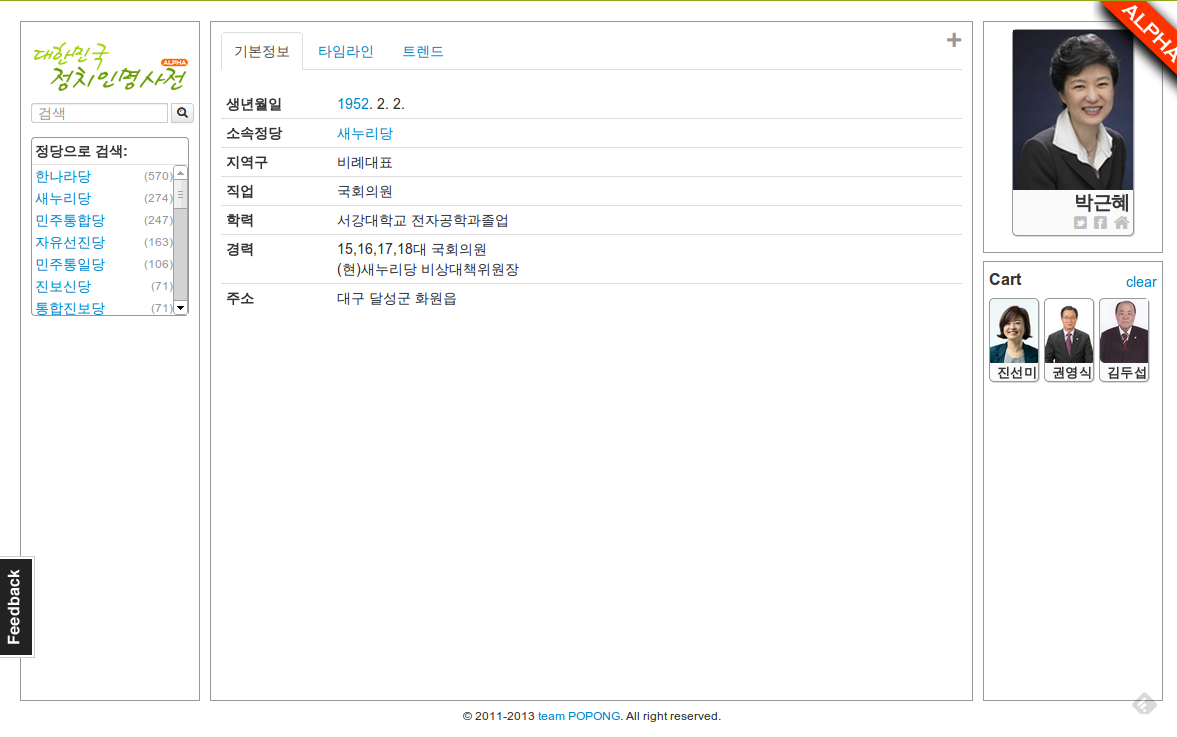 대한민국
정치인명사전
ALPHA
검색
정당으로 검색:
한나라당 (570)
새누리당 (274)
민주통합당 (247)
자유선진당 (163)
민주통일당 (106)
진보신당 (71)
통합진보당 (71)
Feedback
기본정보 타임라인 트렌드
생년월일 1952. 2. 2.
소속정당 새누리당
지역구 비례대표
직업 국회의원
학력 서강대학교 전자공학과졸업
경력 15,16,17,18대 국회의원
(현)새누리당 비상대책위원장
주소 대구 달성군 화원읍
ALPHA
박근혜
Cart clear
진선미 권영식 김두섭
© 2011-2013 team POPONG. All right reserved.